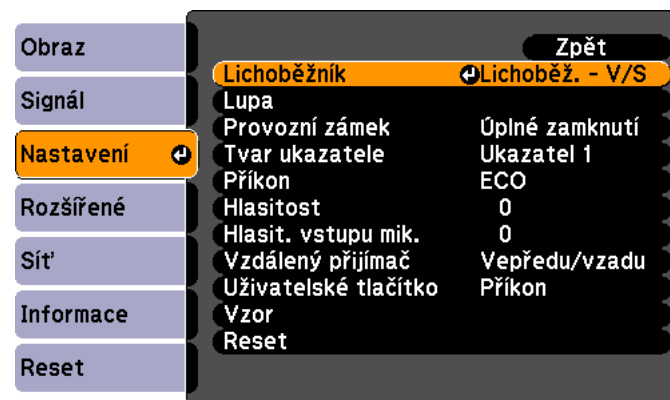 Obraz
Signál
Nastavení
Rozšířené
Síť
Informace
Reset
Zpět
Lichoběžník Lichoběž. - V/S
Lupa
Provozní zámek Úplné zamknutí
Tvar ukazatele Ukazatel 1
Příkon ECO
Hlasitost 0
Hlasit. vstupu mik. 0
Vzdálený přijímač Vepředu/vzadu
Uživatelské tlačítko Příkon
Vzor
Reset